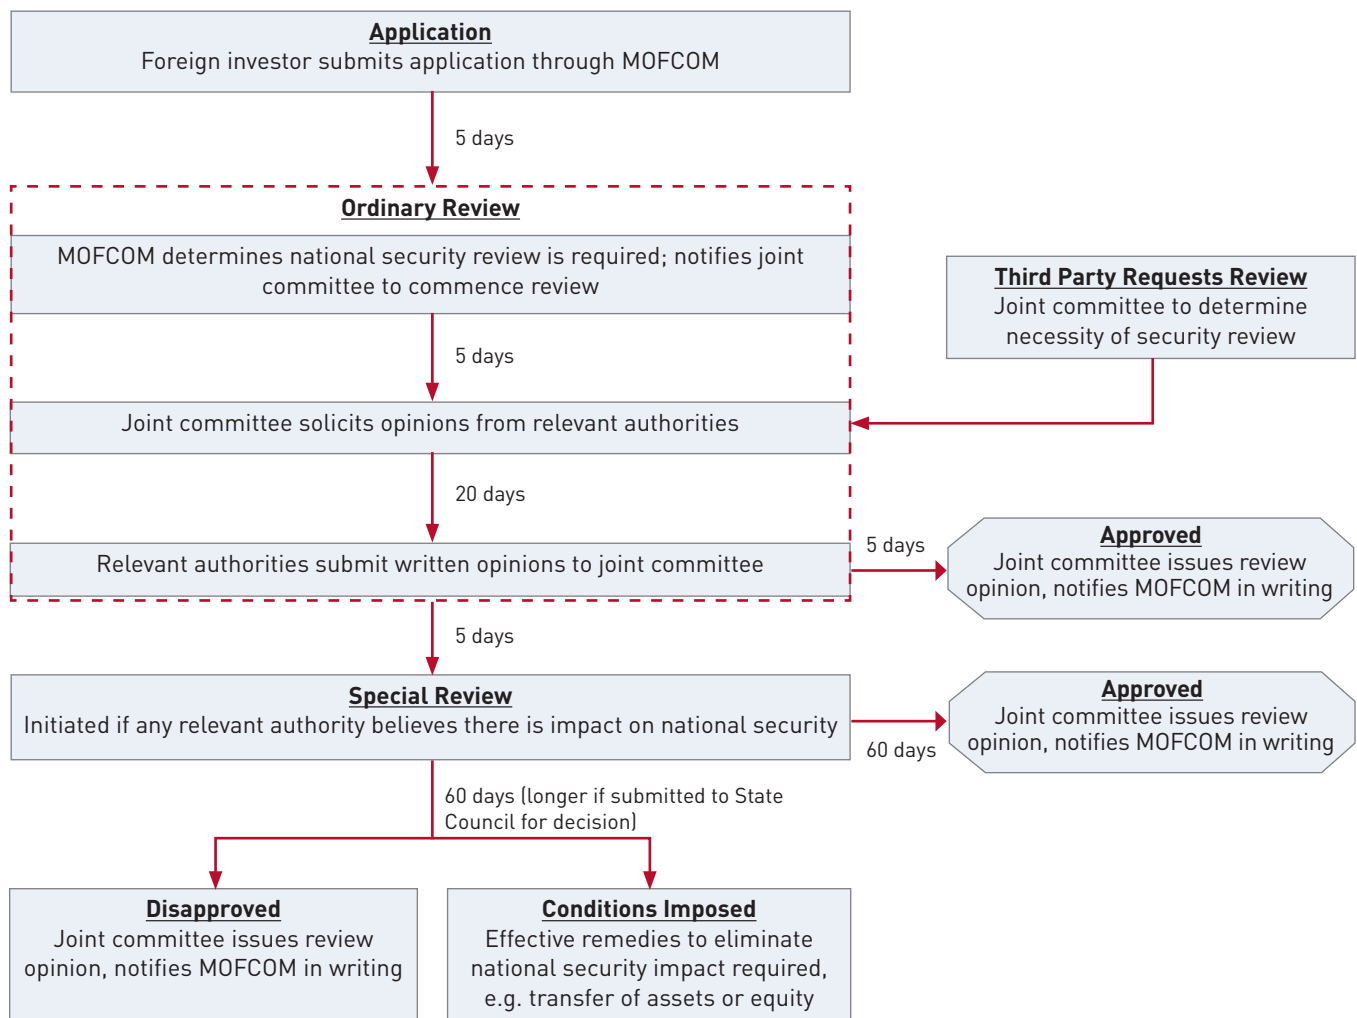 Application
Foreign investor submits application through MOFCOM
5 days
Ordinary Review
MOFCOM determines national security review is required; notifies joint
committee to commence review
Third Party Requests Review
Joint committee to determine
necessity of security review
5 days
Joint committee solicits opinions from relevant authorities
20 days
Relevant authorities submit written opinions to joint committee
5 days
Approved
Joint committee issues review
opinion, notifies MOFCOM in writing
5 days
Special Review
Initiated if any relevant authority believes there is impact on national security
60 days
Approved
Joint committee issues review
opinion, notifies MOFCOM in writing
60 days (longer if submitted to State
Council for decision)
Disapproved
Joint committee issues review
opinion, notifies MOFCOM in writing
Conditions Imposed
Effective remedies to eliminate
national security impact required,
e.g. transfer of assets or equity